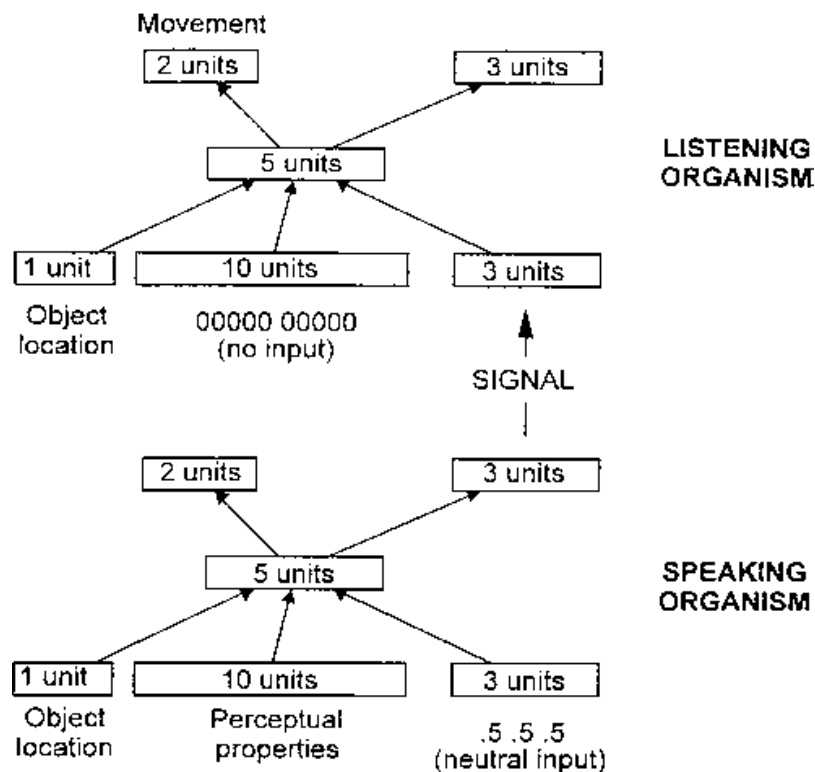 Movement
2 units
3 units
5 units
LISTENING
ORGANISM
1 unit
10 units
3 units
Object
location
00000 00000
(no input)
SIGNAL
2 units
3 units
5 units
SPEAKING
ORGANISM
1 unit
10 units
3 units
Object
location
Perceptual
properties
.5 .5 .5
(neutral input)